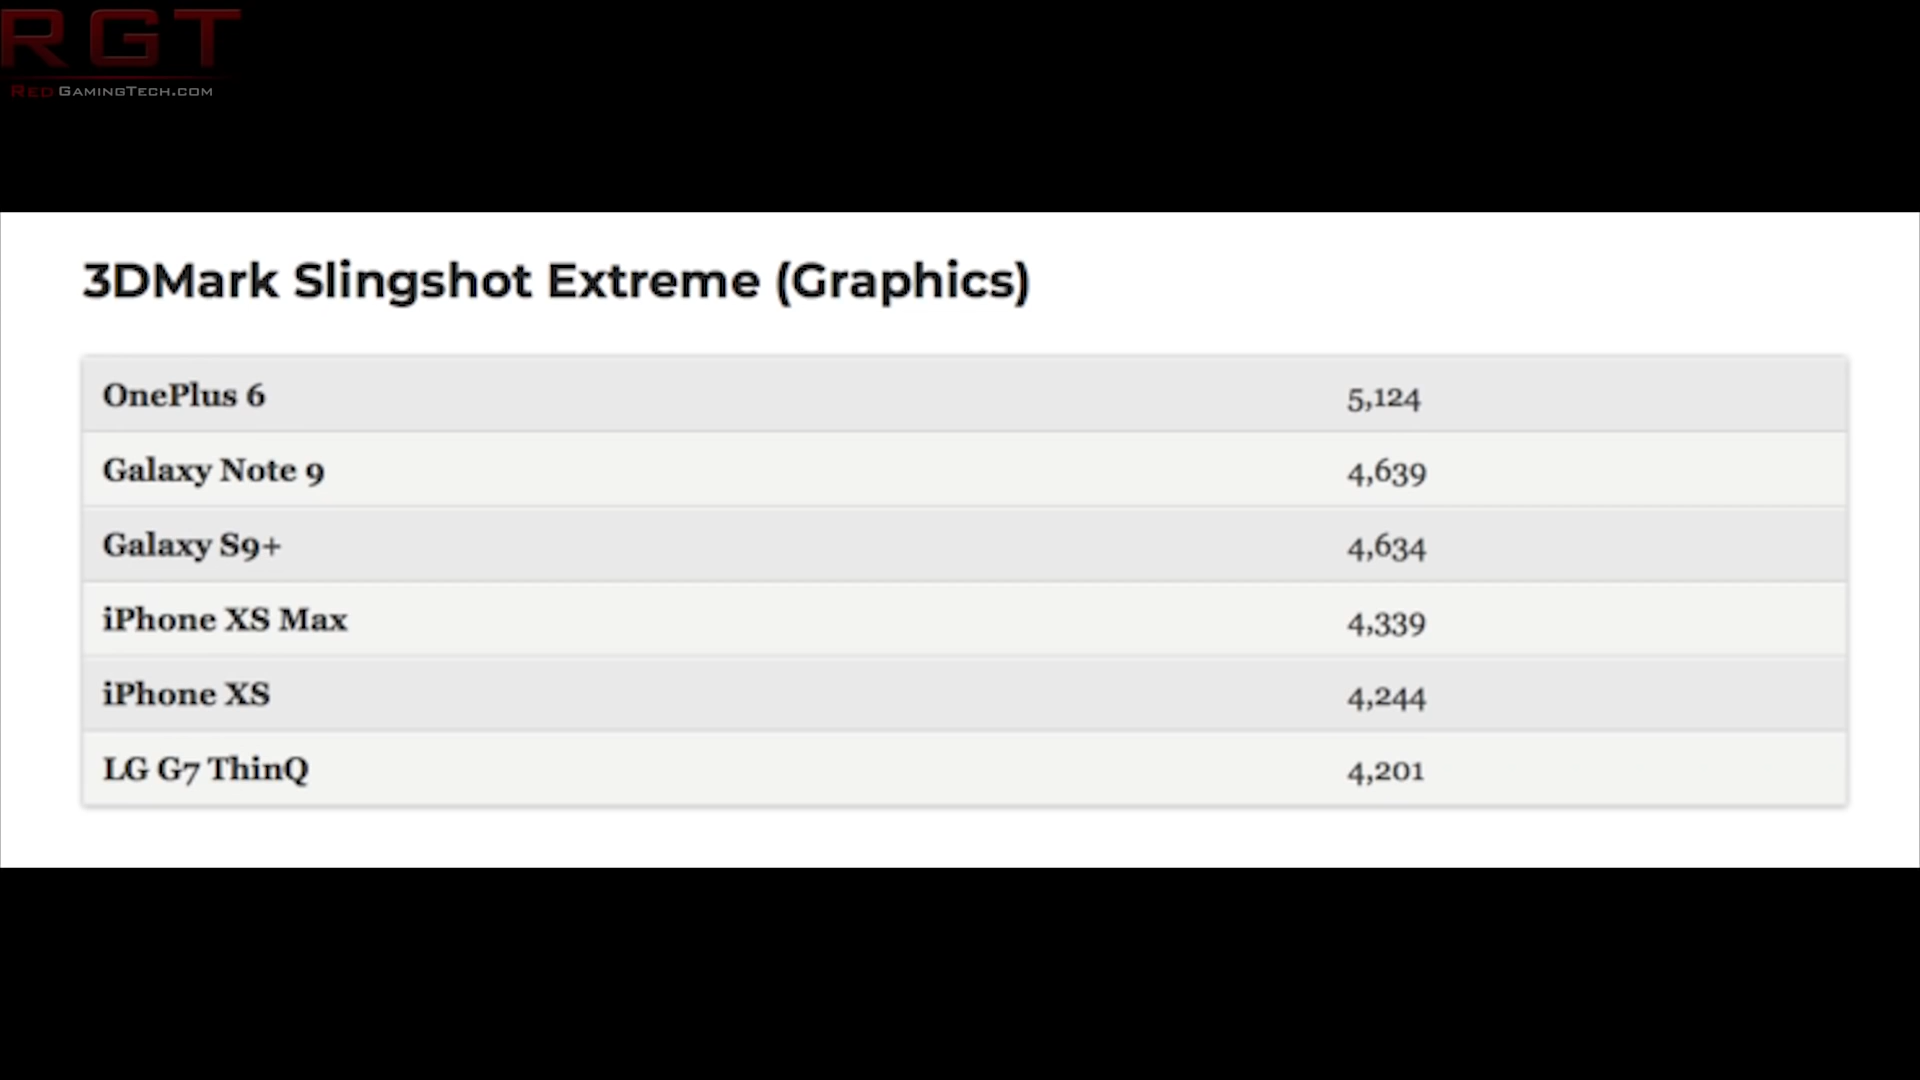 RGT
RedGamingTech.com
3DMark Slingshot Extreme (Graphics)
OnePlus 6 5,124
Galaxy Note 9 4,639
Galaxy S9+ 4,634
iPhone XS Max 4,339
iPhone XS 4,244
LG G7 ThinQ 4,201